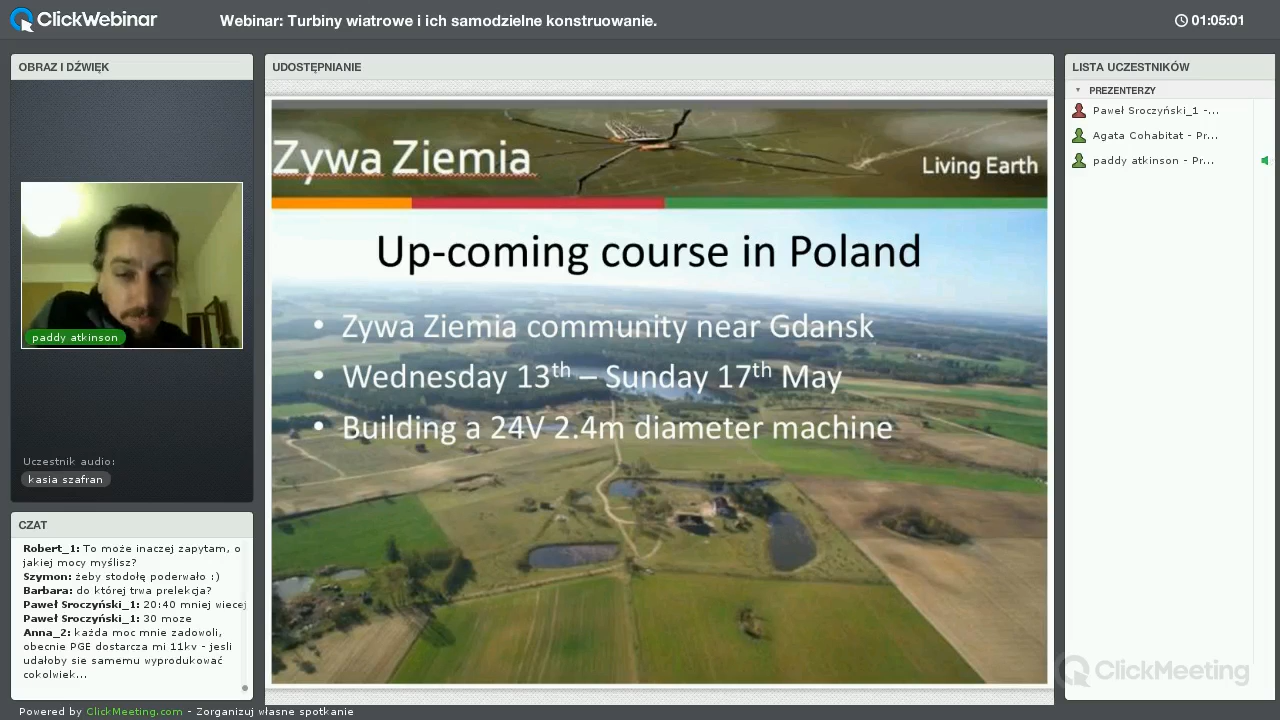 ClickWebinar
Webinar: Turbiny wiatrowe i ich samodzielne konstruowanie.
01:05:01
OBRAZ I DŹWIĘK
paddy atkinson
Uczestnik audio:
kasia szafran
CZAT
Robert_1: To może inaczej zapytam, o
jakiej mocy myślisz?
Szymon: żeby stodołę poderwało :)
Barbara: do której trwa prelekcja?
Paweł Sroczyński_1: 20:40 mniej wiecej
Paweł Sroczyński_1: 30 moze
Anna_2: każda moc mnie zadowoli,
obecnie PGE dostarcza mi 11kv - jesli
udałoby sie samemu wyprodukować
cokolwiek...
UDOSTĘPNIANIE
Zywa Ziemia
Living Earth
Up-coming course in Poland
• Zywa Ziemia community near Gdansk
• Wednesday 13th – Sunday 17th May
• Building a 24V 2.4m diameter machine
LISTA UCZESTNIKÓW
PREZENTERZY
Paweł Sroczyński_1 -...
Agata Cohabitat - Pr...
paddy atkinson - Pr...
ClickMeeting
Powered by ClickMeeting.com - Zorganizuj własne spotkanie